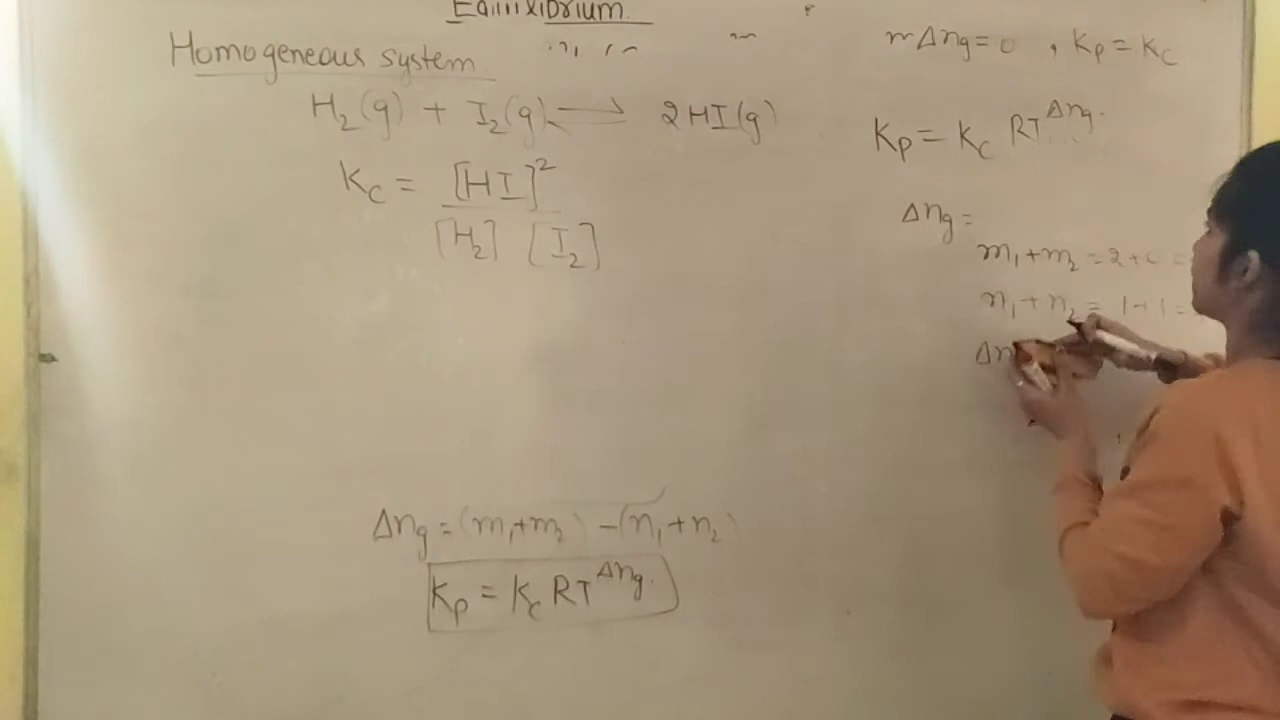 Equilibrium
Homogeneous system
H₂(g) + I₂(g) ⇌ 2HI(g)
Kc = [HI]²
[H₂] [I₂]
Δng = (m₁+m₂) - (n₁+n₂)
Kp = Kc RT^Δng
Δng = 0 , Kp = Kc
Kp = Kc RT^Δng
Δng =
m₁+m₂ = 2+
n₁+n₂ = 1+1 =
Δn